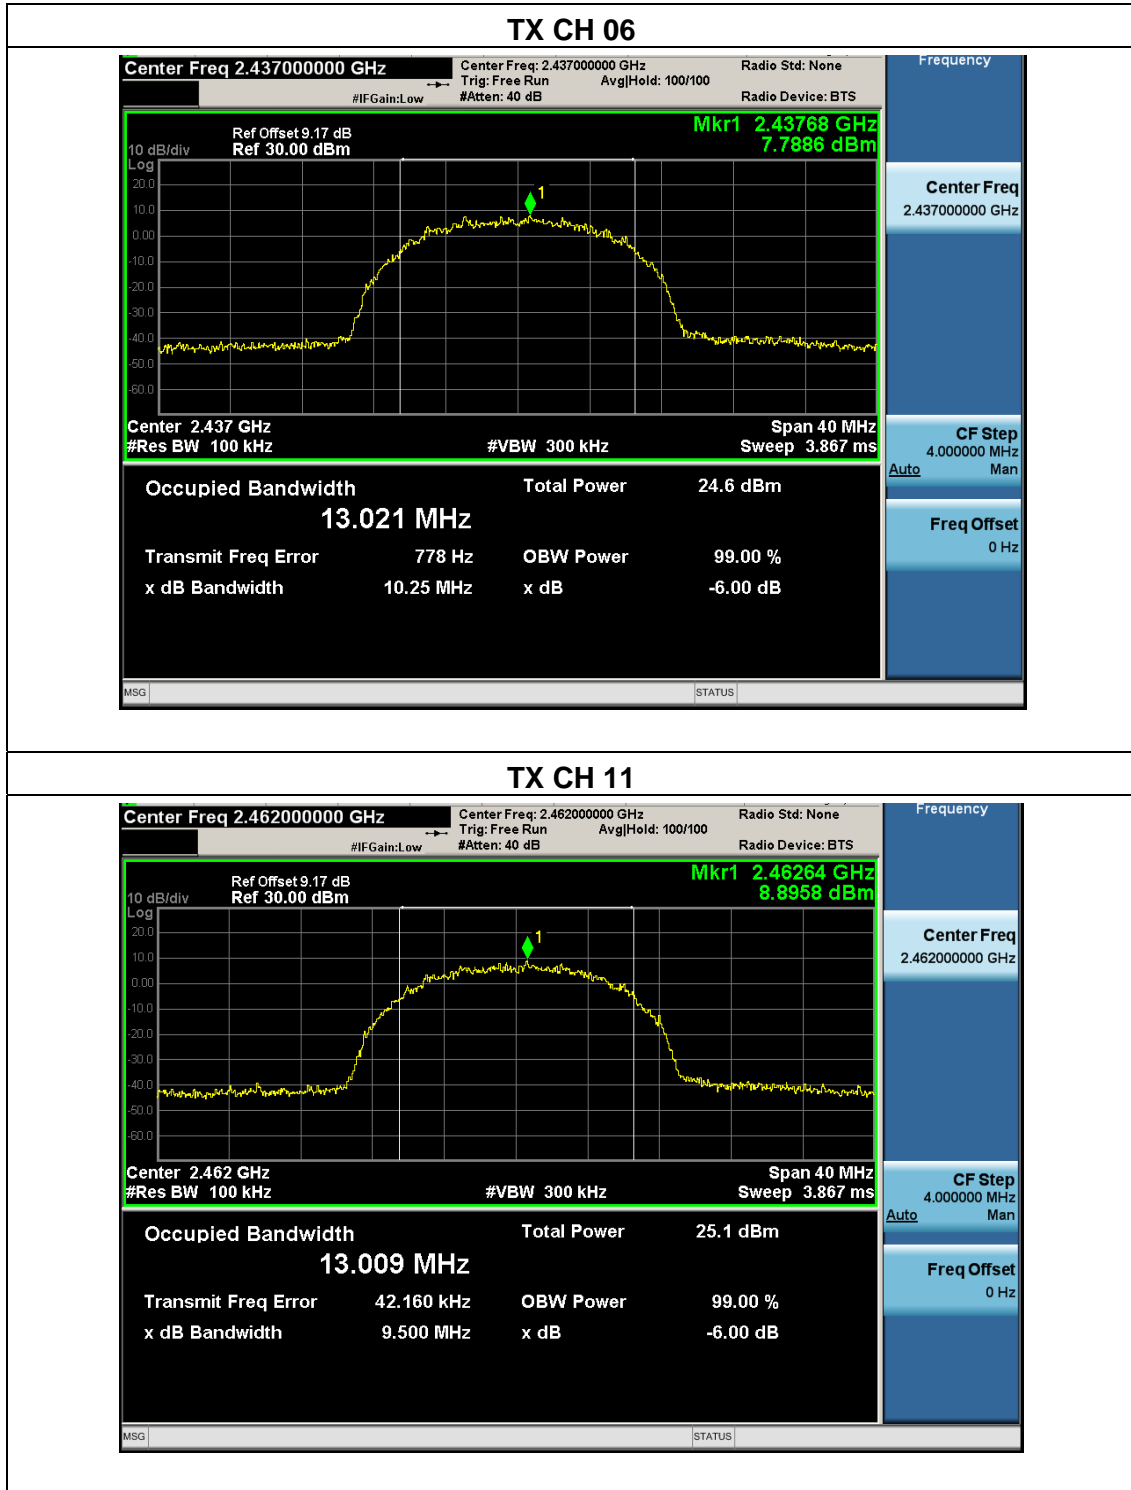 TX CH 06
Center Freq 2.437000000 GHz
Center Freq: 2.437000000 GHz
Radio Std: None
Frequency
Trig: Free Run
Avg|Hold: 100/100
#IFGain:Low
#Atten: 40 dB
Radio Device: BTS
Mkr1 2.43768 GHz
7.7886 dBm
Ref Offset 9.17 dB
10 dB/div
Ref 30.00 dBm
Log
20.0
10.0
0.00
-10.0
-20.0
-30.0
-40.0
-50.0
-60.0
1
Center 2.437 GHz
Span 40 MHz
#Res BW 100 kHz
#VBW 300 kHz
Sweep 3.867 ms
Center Freq
2.437000000 GHz
CF Step
4.000000 MHz
Auto
Man
Freq Offset
0 Hz
Occupied Bandwidth
Total Power
24.6 dBm
13.021 MHz
Transmit Freq Error
778 Hz
OBW Power
99.00 %
x dB Bandwidth
10.25 MHz
x dB
-6.00 dB
MSG
STATUS
TX CH 11
Center Freq 2.462000000 GHz
Center Freq: 2.462000000 GHz
Radio Std: None
Frequency
Trig: Free Run
Avg|Hold: 100/100
#IFGain:Low
#Atten: 40 dB
Radio Device: BTS
Mkr1 2.46264 GHz
8.8958 dBm
Ref Offset 9.17 dB
10 dB/div
Ref 30.00 dBm
Log
20.0
10.0
0.00
-10.0
-20.0
-30.0
-40.0
-50.0
-60.0
1
Center 2.462 GHz
Span 40 MHz
#Res BW 100 kHz
#VBW 300 kHz
Sweep 3.867 ms
Center Freq
2.462000000 GHz
CF Step
4.000000 MHz
Auto
Man
Freq Offset
0 Hz
Occupied Bandwidth
Total Power
25.1 dBm
13.009 MHz
Transmit Freq Error
42.160 kHz
OBW Power
99.00 %
x dB Bandwidth
9.500 MHz
x dB
-6.00 dB
MSG
STATUS